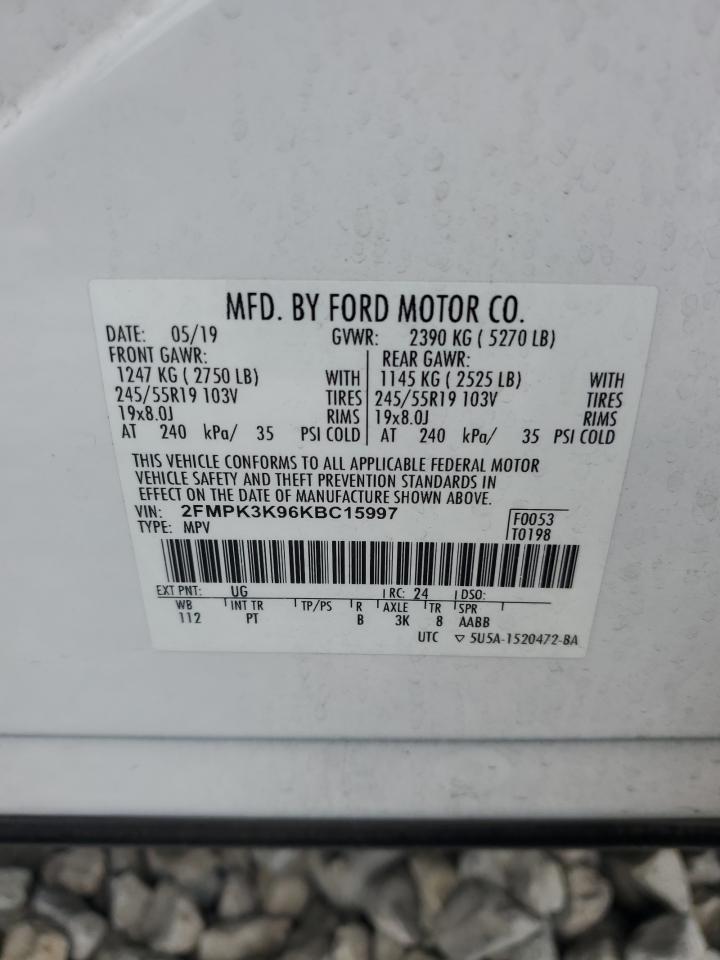 MFD. BY FORD MOTOR CO.
DATE: 05/19 GVWR: 2390 KG ( 5270 LB)
FRONT GAWR: REAR GAWR:
1247 KG ( 2750 LB) WITH 1145 KG ( 2525 LB) WITH
245/55R19 103V TIRES 245/55R19 103V TIRES
19x8.0J RIMS 19x8.0J RIMS
AT 240 kPa/ 35 PSI COLD AT 240 kPa/ 35 PSI COLD
THIS VEHICLE CONFORMS TO ALL APPLICABLE FEDERAL MOTOR
VEHICLE SAFETY AND THEFT PREVENTION STANDARDS IN
EFFECT ON THE DATE OF MANUFACTURE SHOWN ABOVE.
VIN: 2FMPK3K96KBC15997 F0053
TYPE: MPV T0198
EXT PNT: UG RC: 24 DSO:
WB INT TR TP/PS R AXLE TR SPR
112 PT B 3K 8 AABB
UTC ▽ 5U5A-1520472-BA